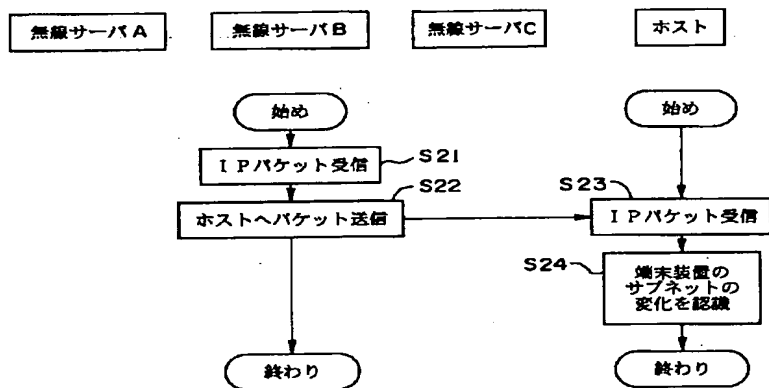 無線サーバA 無線サーバB 無線サーバC ホスト
始め 始め
IPパケット受信 S21
S22
ホストへパケット送信
S23
IPパケット受信
S24
端末装置の
サブネットの
変化を認識
終わり 終わり